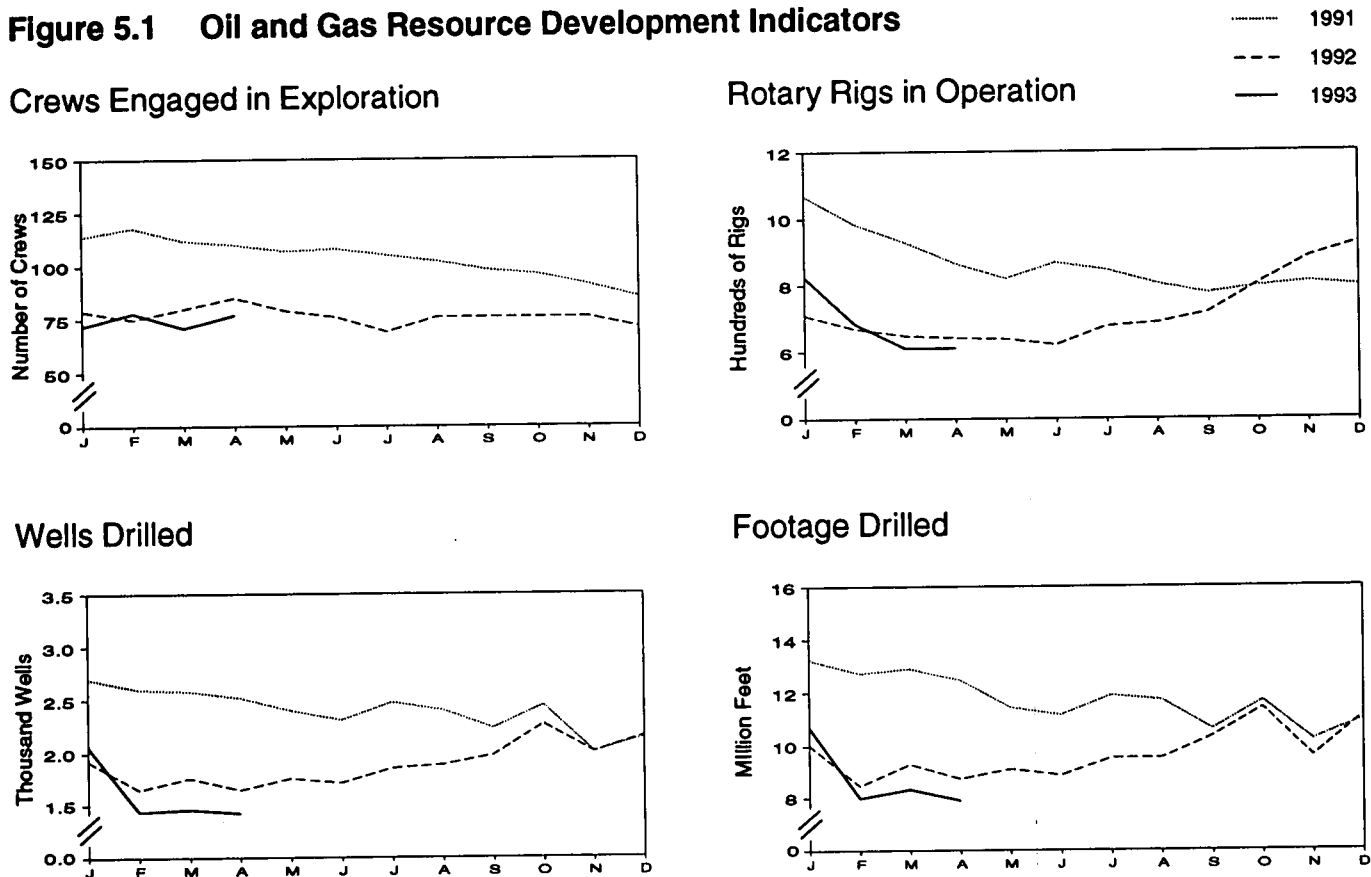 Figure 5.1 Oil and Gas Resource Development Indicators
1991
1992
1993
Crews Engaged in Exploration
Number of Crews
150
125
100
75
50
0
J F M A M J J A S O N D
Rotary Rigs in Operation
Hundreds of Rigs
12
10
8
6
0
J F M A M J J A S O N D
Wells Drilled
Thousand Wells
3.5
3.0
2.5
2.0
1.5
0.0
J F M A M J J A S O N D
Footage Drilled
Million Feet
16
14
12
10
8
0
J F M A M J J A S O N D